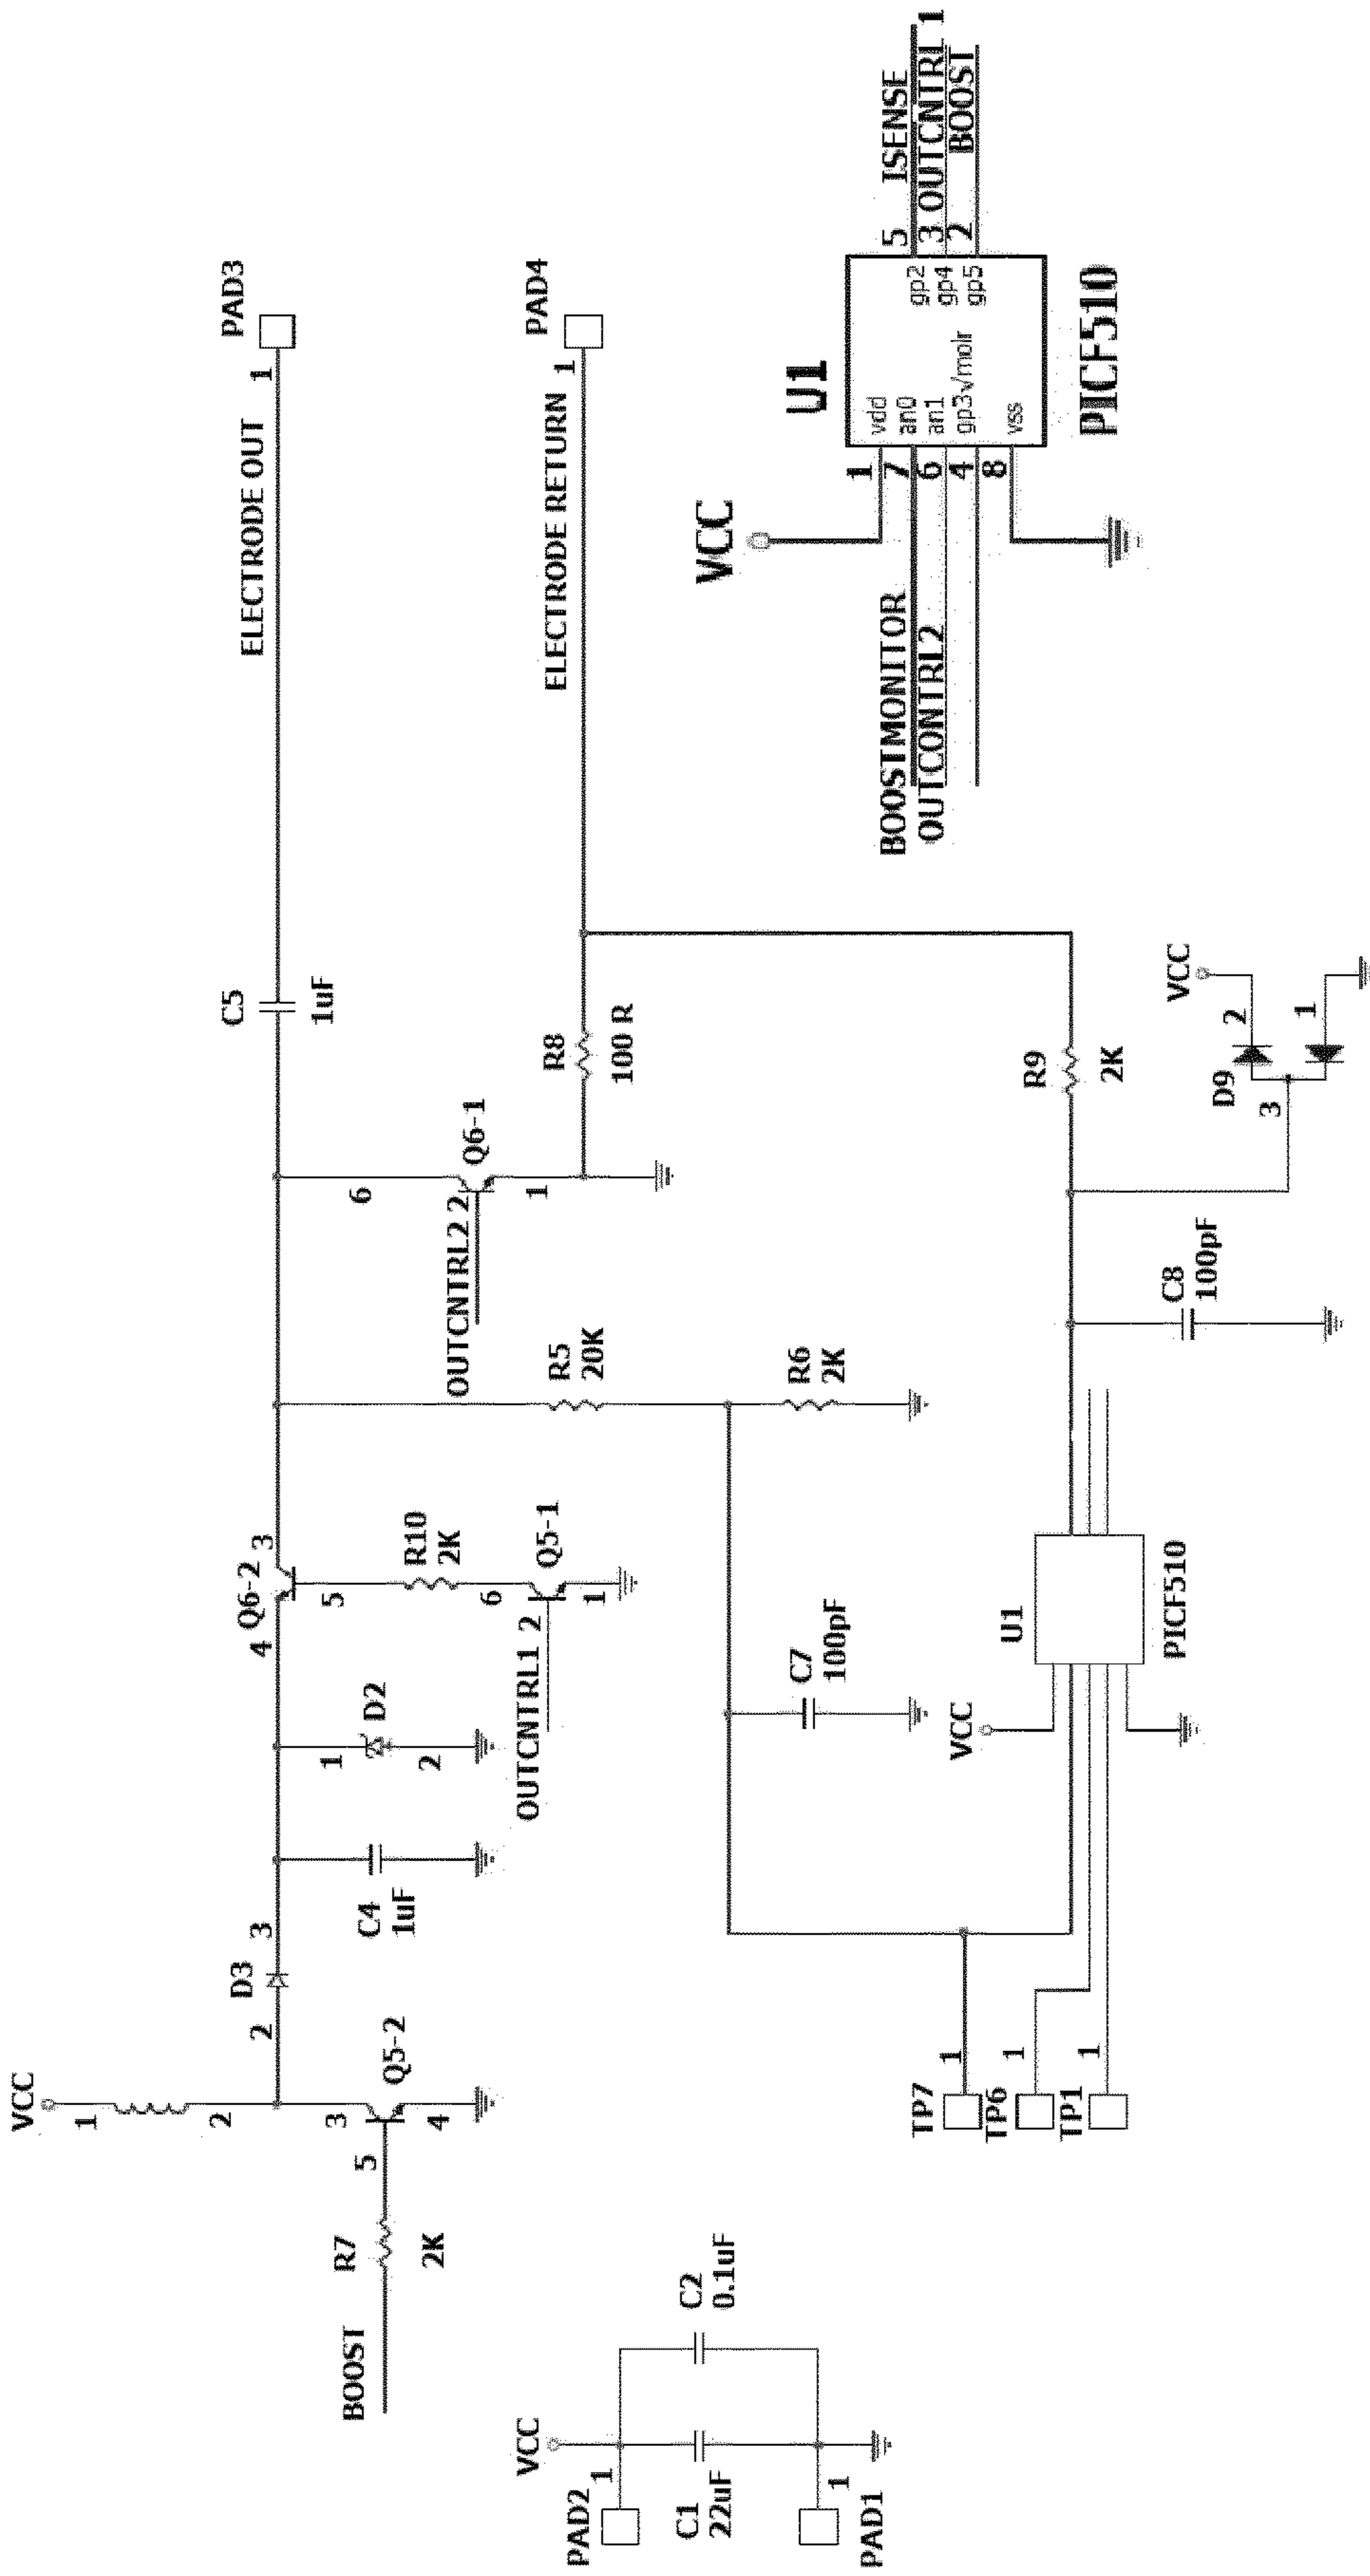 VCC
1
2
D3
2
3
Q5-2
3
4
5
R7
2K
BOOST
C4
1uF
D2
1
2
Q6-2
4
3
5
R10
2K
6
Q5-1
OUTCNTRL1 2
1
R5
20K
R6
2K
C7
100pF
OUTCNTRL2 2
6
Q6-1
1
C5
1uF
ELECTRODE OUT
1
PAD3
R8
100 R
ELECTRODE RETURN
1
PAD4
R9
2K
C8
100pF
D9
3
VCC
2
1
VCC
U1
PICF510
TP7
1
TP6
1
TP1
1
VCC
PAD2
1
C1
22uF
C2
0.1uF
1
PAD1
VCC
U1
BOOSTMONITOR
OUTCONTRL2
1
7
6
4
8
vdd
an0
an1
gp3√molr
vss
gp2
gp4
gp5
5
3
2
ISENSE
OUTCNTRL 1
BOOST
PICF510